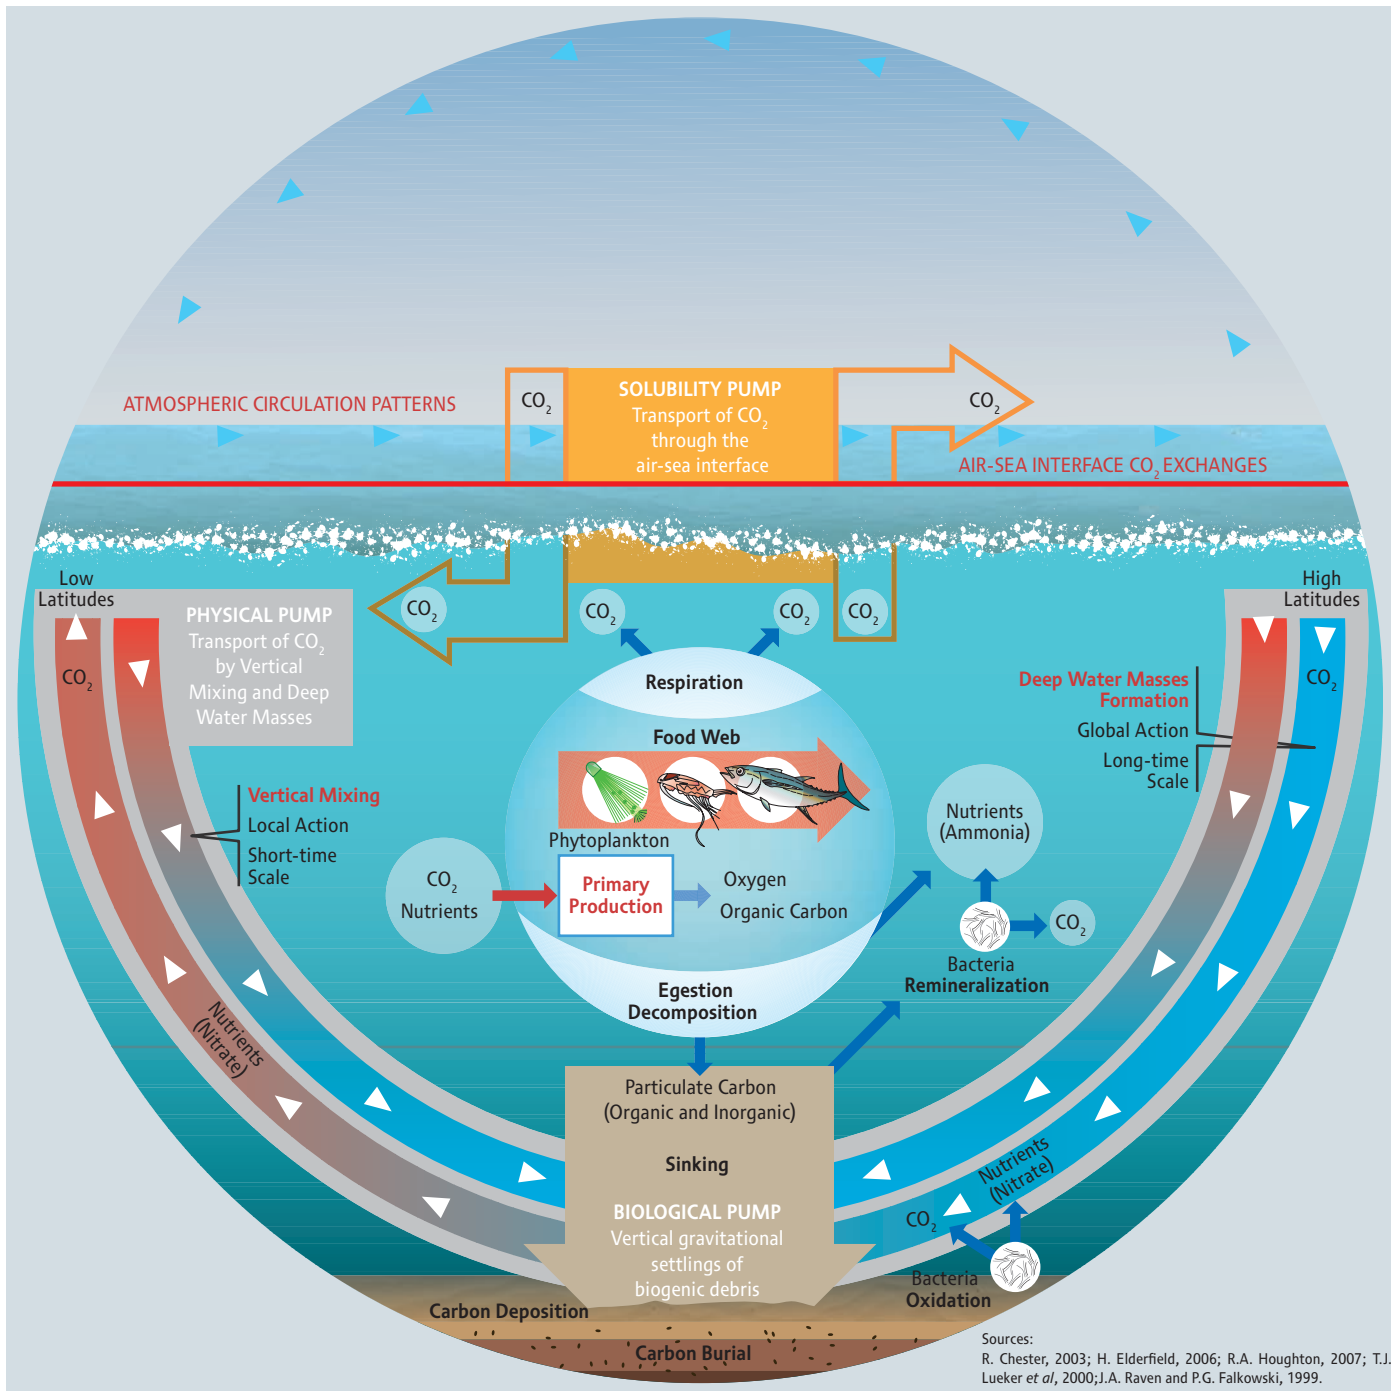 ATMOSPHERIC CIRCULATION PATTERNS
CO2
SOLUBILITY PUMP
Transport of CO2
through the
air-sea interface
CO2
AIR-SEA INTERFACE CO2 EXCHANGES
Low
Latitudes
CO2
PHYSICAL PUMP
Transport of CO2
by Vertical
Mixing and Deep
Water Masses
CO2
CO2
CO2
CO2
High
Latitudes
CO2
Deep Water Masses
Formation
Global Action
Long-time
Scale
Respiration
Food Web
Phytoplankton
Vertical Mixing
Local Action
Short-time
Scale
CO2
Nutrients
Primary
Production
Oxygen
Organic Carbon
Nutrients
(Ammonia)
CO2
Bacteria
Remineralization
Egestion
Decomposition
Nutrients
(Nitrate)
Particulate Carbon
(Organic and Inorganic)
Sinking
BIOLOGICAL PUMP
Vertical gravitational
settlings of
biogenic debris
Nutrients
(Nitrate)
CO2
Bacteria
Oxidation
Carbon Deposition
Carbon Burial
Sources:
R. Chester, 2003; H. Elderfield, 2006; R.A. Houghton, 2007; T.J.
Lueker et al, 2000;J.A. Raven and P.G. Falkowski, 1999.